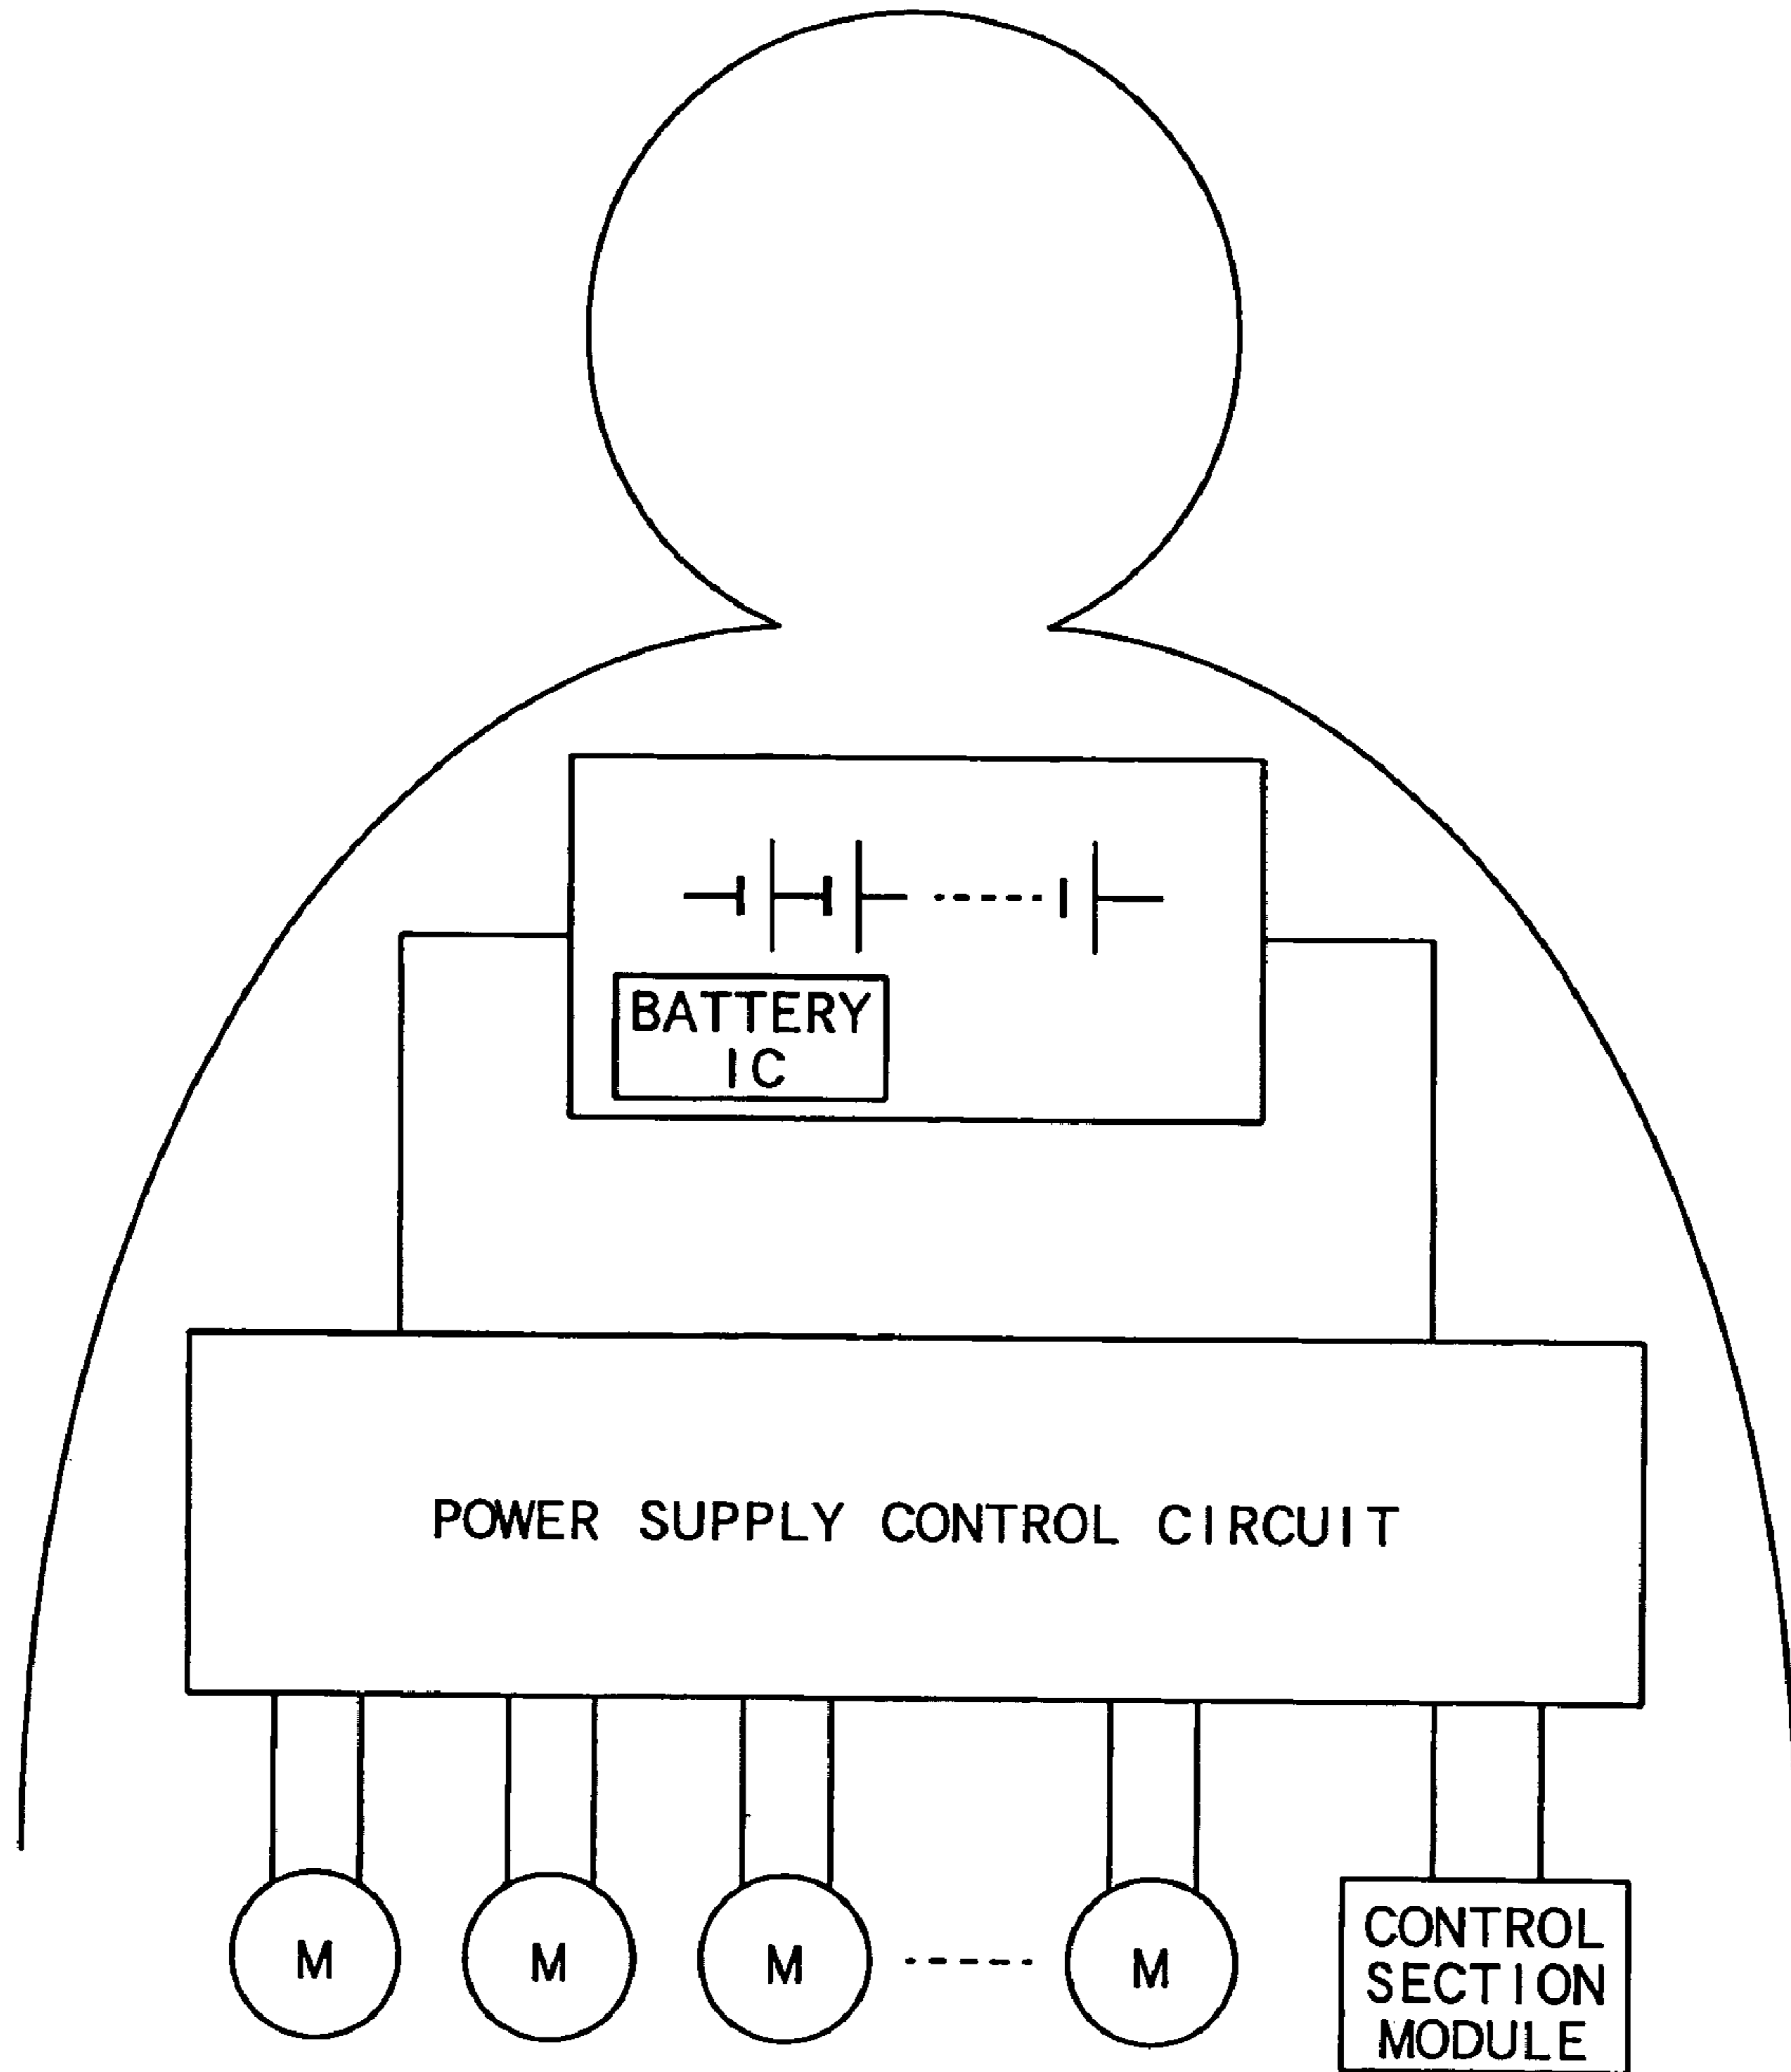 BATTERY
IC
POWER SUPPLY CONTROL CIRCUIT
M M M M
CONTROL
SECTION
MODULE